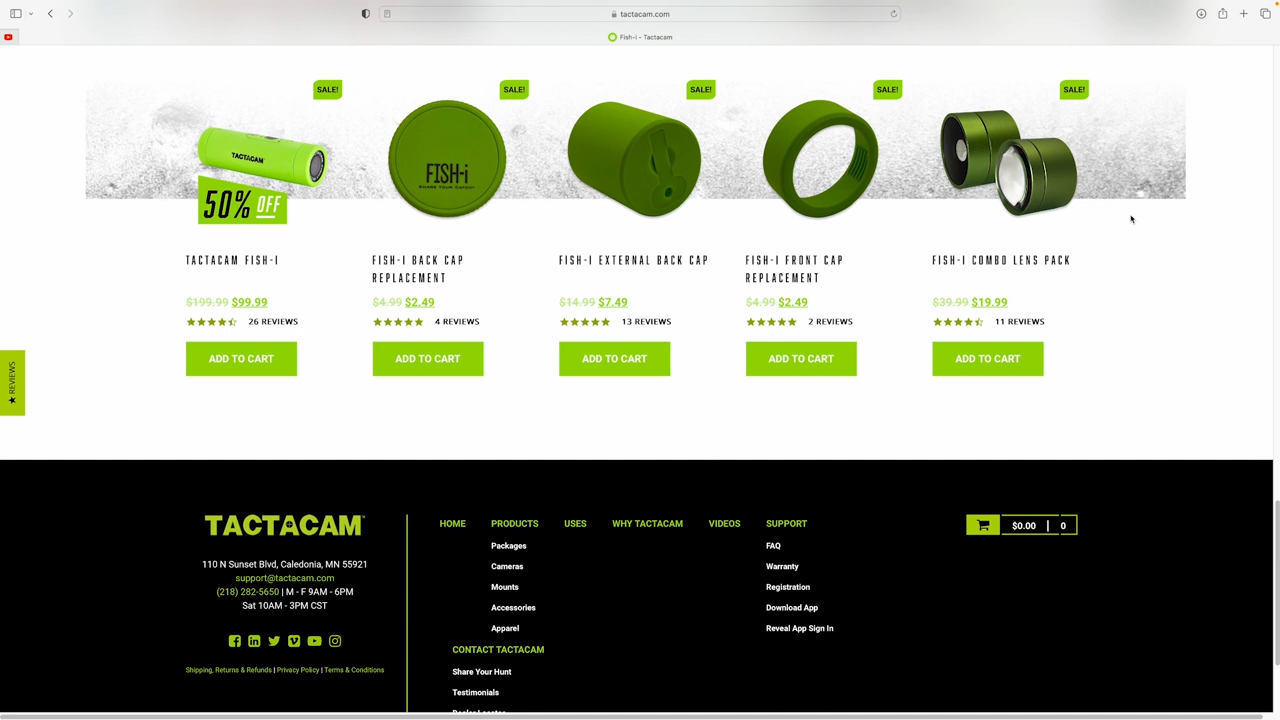 tactacam.com
Fish-i – Tactacam
SALE!
SALE!
SALE!
SALE!
SALE!
TACTACAM
50% OFF
FISH-i
SHARE YOUR CATCH
TACTACAM FISH-I
$199.99 $99.99
26 REVIEWS
ADD TO CART
FISH-I BACK CAP
REPLACEMENT
$4.99 $2.49
4 REVIEWS
ADD TO CART
FISH-I EXTERNAL BACK CAP
$14.99 $7.49
13 REVIEWS
ADD TO CART
FISH-I FRONT CAP
REPLACEMENT
$4.99 $2.49
2 REVIEWS
ADD TO CART
FISH-I COMBO LENS PACK
$39.99 $19.99
11 REVIEWS
ADD TO CART
★ REVIEWS
TACTACAM
110 N Sunset Blvd, Caledonia, MN 55921
support@tactacam.com
(218) 282-5650 | M - F 9AM - 6PM
Sat 10AM - 3PM CST
Shipping, Returns & Refunds | Privacy Policy | Terms & Conditions
HOME
PRODUCTS
Packages
Cameras
Mounts
Accessories
Apparel
USES
WHY TACTACAM
VIDEOS
SUPPORT
FAQ
Warranty
Registration
Download App
Reveal App Sign In
CONTACT TACTACAM
Share Your Hunt
Testimonials
$0.00 | 0